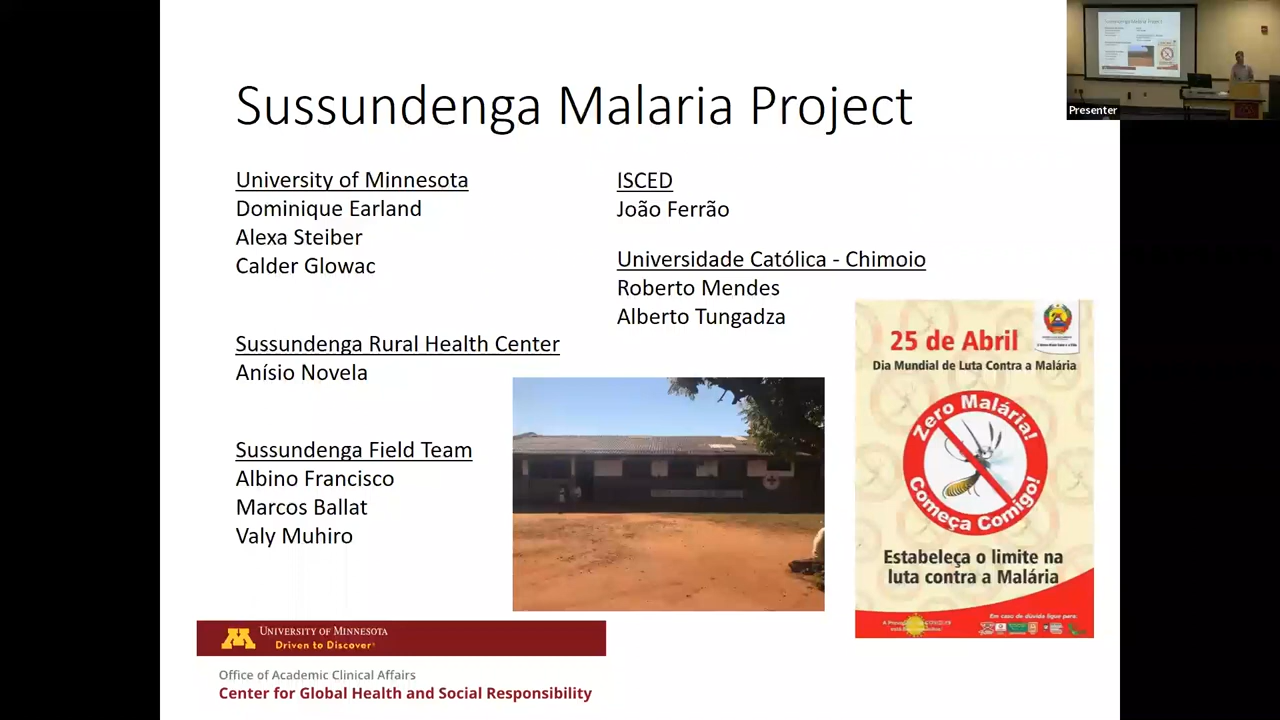 Sussundenga Malaria Project
University of Minnesota
Dominique Earland
Alexa Steiber
Calder Glowac
Sussundenga Rural Health Center
Anísio Novela
Sussundenga Field Team
Albino Francisco
Marcos Ballat
Valy Muhiro
ISCED
João Ferrão
Universidade Católica - Chimoio
Roberto Mendes
Alberto Tungadza
25 de Abril
Dia Mundial de Luta Contra a Malária
Zero Malária!
Começa Comigo!
Estabeleça o limite na
luta contra a Malária
Em caso de dúvida ligue para:
UNIVERSITY OF MINNESOTA
Driven to Discover
Office of Academic Clinical Affairs
Center for Global Health and Social Responsibility
Presenter
Sussundenga Malaria Project